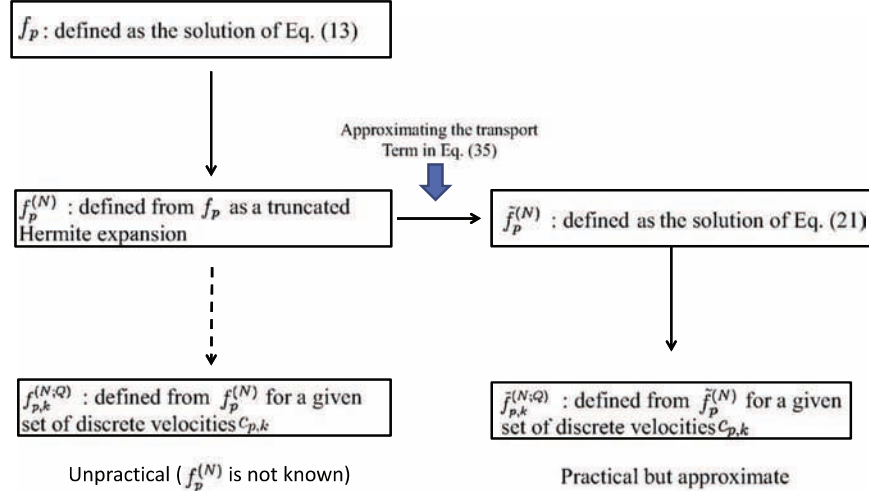 f_p : defined as the solution of Eq. (13)
Approximating the transport
Term in Eq. (35)
f_p^{(N)} : defined from f_p as a truncated
Hermite expansion
f̃_p^{(N)} : defined as the solution of Eq. (21)
f_{p,k}^{(N;Q)} : defined from f_p^{(N)} for a given
set of discrete velocities c_{p,k}
f̃_{p,k}^{(N;Q)} : defined from f̃_p^{(N)} for a given
set of discrete velocities c_{p,k}
Unpractical ( f_p^{(N)} is not known)
Practical but approximate